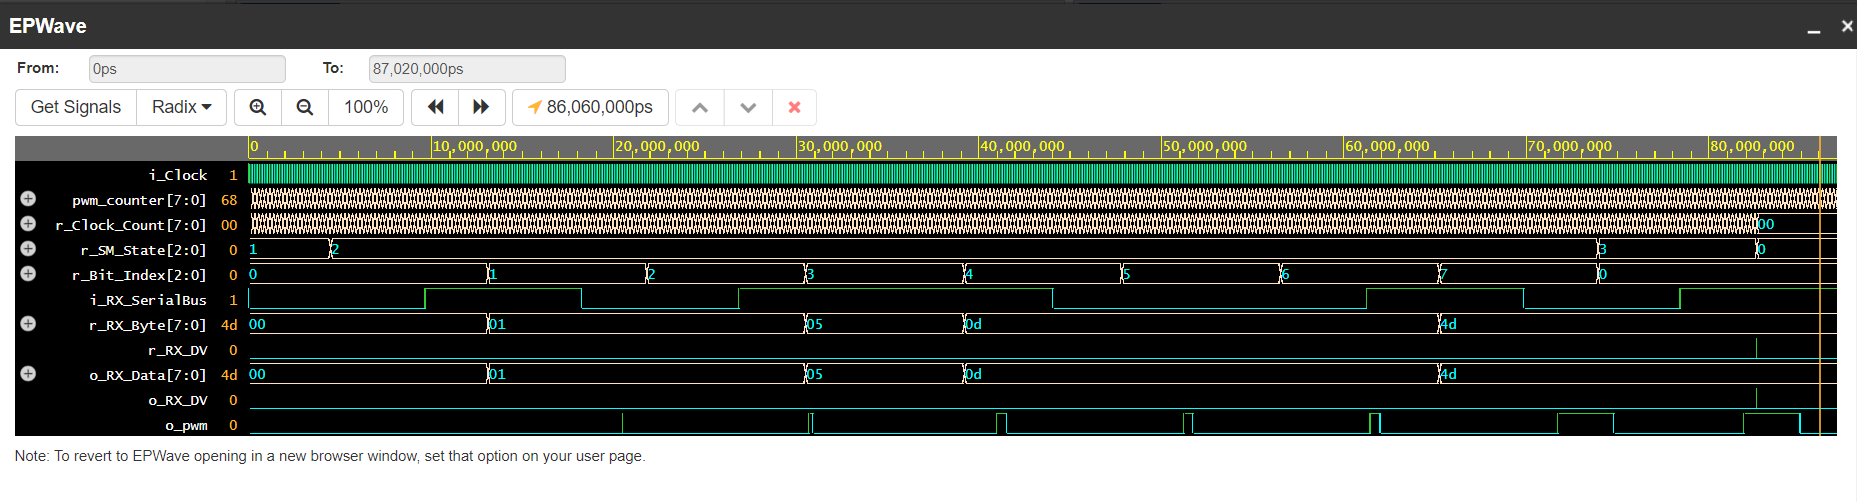 EPWave
From: 0ps To: 87,020,000ps
Get Signals Radix 100% 86,060,000ps
0 10,000,000 20,000,000 30,000,000 40,000,000 50,000,000 60,000,000 70,000,000 80,000,000
i_Clock 1
pwm_counter[7:0] 68
r_Clock_Count[7:0] 00 00
r_SM_State[2:0] 0 1 2 3 0
r_Bit_Index[2:0] 0 0 1 2 3 4 5 6 7 0
i_RX_SerialBus 1
r_RX_Byte[7:0] 4d 00 01 05 0d 4d
r_RX_DV 0
o_RX_Data[7:0] 4d 00 01 05 0d 4d
o_RX_DV 0
o_pwm 0
Note: To revert to EPWave opening in a new browser window, set that option on your user page.